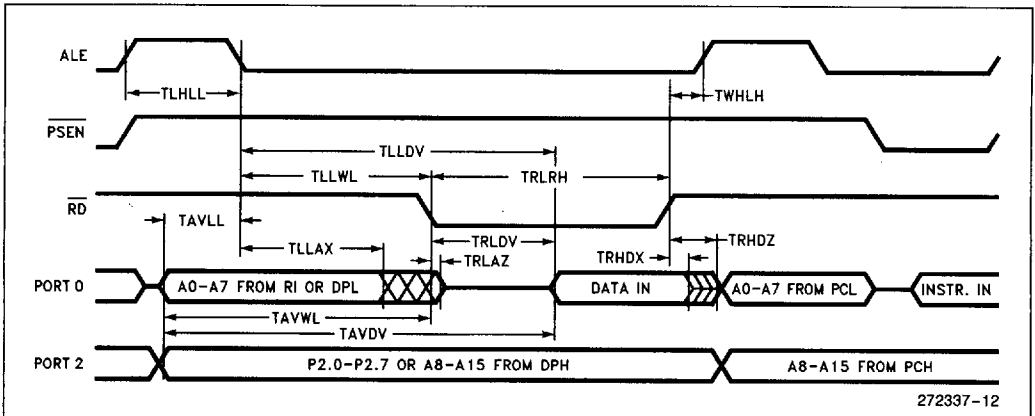 ALE
TLHLL
TWHLH
PSEN
TLLDV
TLLWL
TRLRH
RD
TAVLL
TRLDV
TRHDZ
TLLAX
TRLAZ
TRHDX
PORT 0
A0-A7 FROM RI OR DPL
DATA IN
A0-A7 FROM PCL
INSTR. IN
TAVWL
TAVDV
PORT 2
P2.0-P2.7 OR A8-A15 FROM DPH
A8-A15 FROM PCH
272337-12